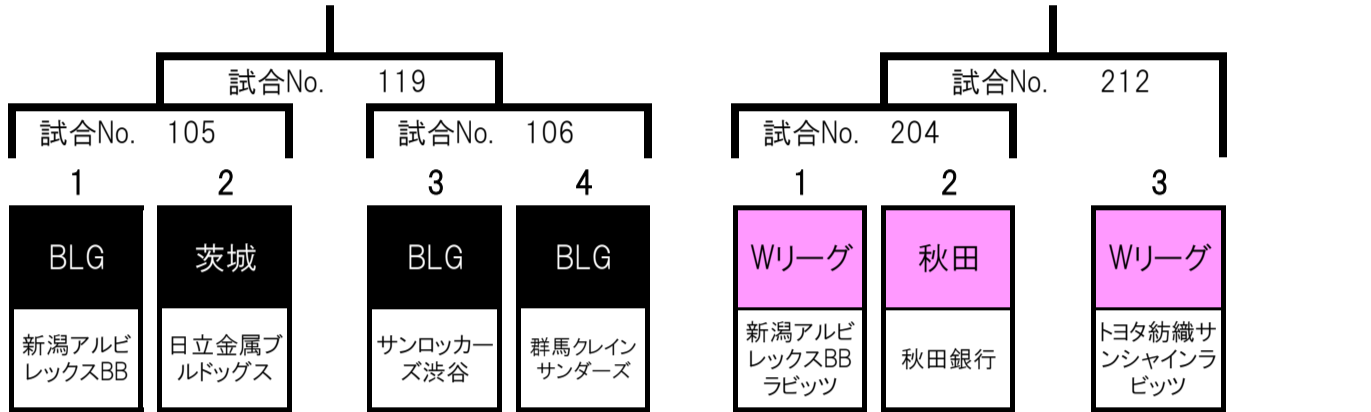 試合No. 119
試合No. 105
試合No. 106
1
2
3
4
BLG
茨城
BLG
BLG
新潟アルビ
レックスBB
日立金属ブ
ルドッグス
サンロッカー
ズ渋谷
群馬クレイン
サンダーズ
試合No. 212
試合No. 204
1
2
3
Wリーグ
秋田
Wリーグ
新潟アルビ
レックスBB
ラビッツ
秋田銀行
トヨタ紡織サ
ンシャインラ
ビッツ